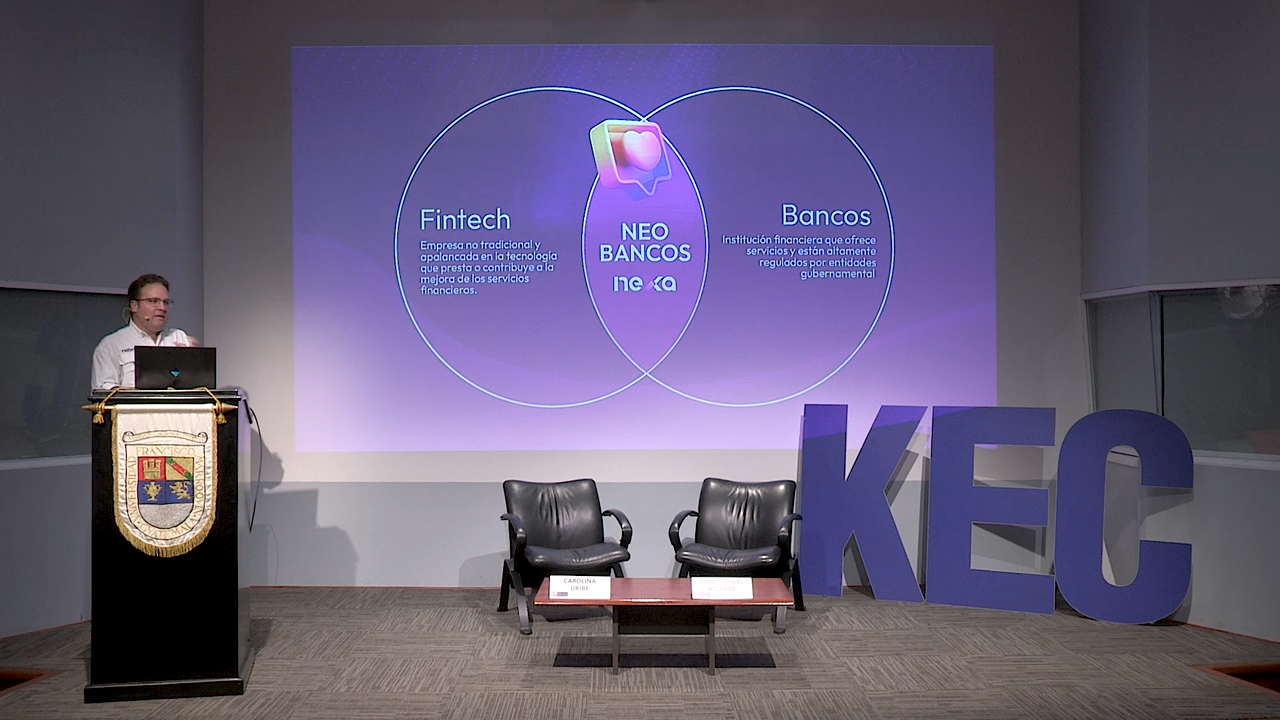 Fintech
Empresa no tradicional y
apalancada en la tecnología
que presta o contribuye a la
mejora de los servicios
financieros.
NEO
BANCOS
nexa
Bancos
Institución financiera que ofrece
servicios y están altamente
regulados por entidades
gubernamental
KEC
CAROLINA
URIBE
FRANCISCO